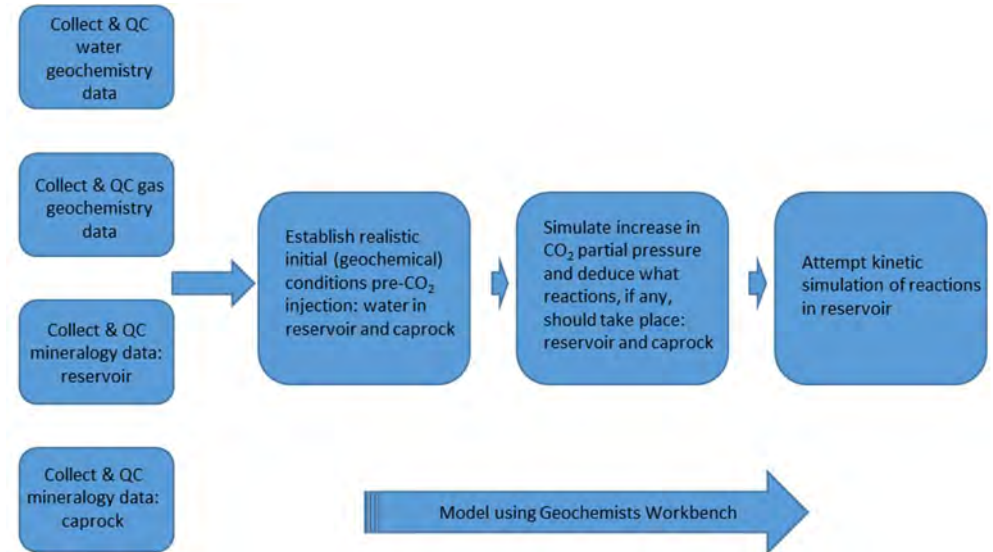 Collect & QC
water
geochemistry
data
Collect & QC gas
geochemistry
data
Collect & QC
mineralogy data:
reservoir
Collect & QC
mineralogy data:
caprock
Establish realistic
initial (geochemical)
conditions pre-CO₂
injection: water in
reservoir and caprock
Simulate increase in
CO₂ partial pressure
and deduce what
reactions, if any,
should take place:
reservoir and caprock
Attempt kinetic
simulation of reactions
in reservoir
Model using Geochemists Workbench